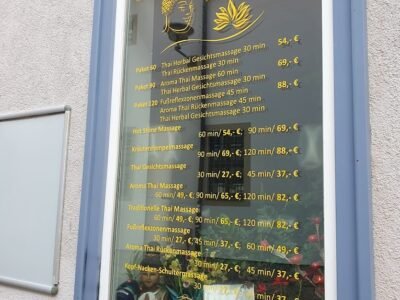 Paket 60 Thai Herbal Gesichtsmassage 30 min 54,- €
Thai Rückenmassage 30 min
Paket 90 Aroma Thai Massage 60 min 69,- €
Thai Herbal Gesichtsmassage 30 min
Paket 120 Fußreflexzonenmassage 45 min 88,- €
Aroma Thai Rückenmassage 45 min
Thai Herbal Gesichtsmassage 30 min
Hot Stone Massage
60 min/ 54,- €; 90 min/ 69,- €
Kräuterstempelmassage
90 min/ 69,- €; 120 min/ 88,- €
Thai Gesichtsmassage
30 min/ 27,- €; 45 min/ 37,- €
Aroma Thai Massage
60 min/ 49,- €; 90 min/ 65,- €; 120 min/ 82,- €
Traditionelle Thai Massage
60 min/ 49,- €; 90 min/ 65,- €; 120 min/ 82,- €
Fußreflexzonenmassage
30 min/ 27,- €; 45 min/ 37,- €; 60 min/ 49,- €
Aroma Thai Rückenmassage
30 min/ 27,- €; 45 min/ 37,- €
Kopf-Nacken-Schultermassage
30 min/ 27,- €; 45 min/ 37,- €